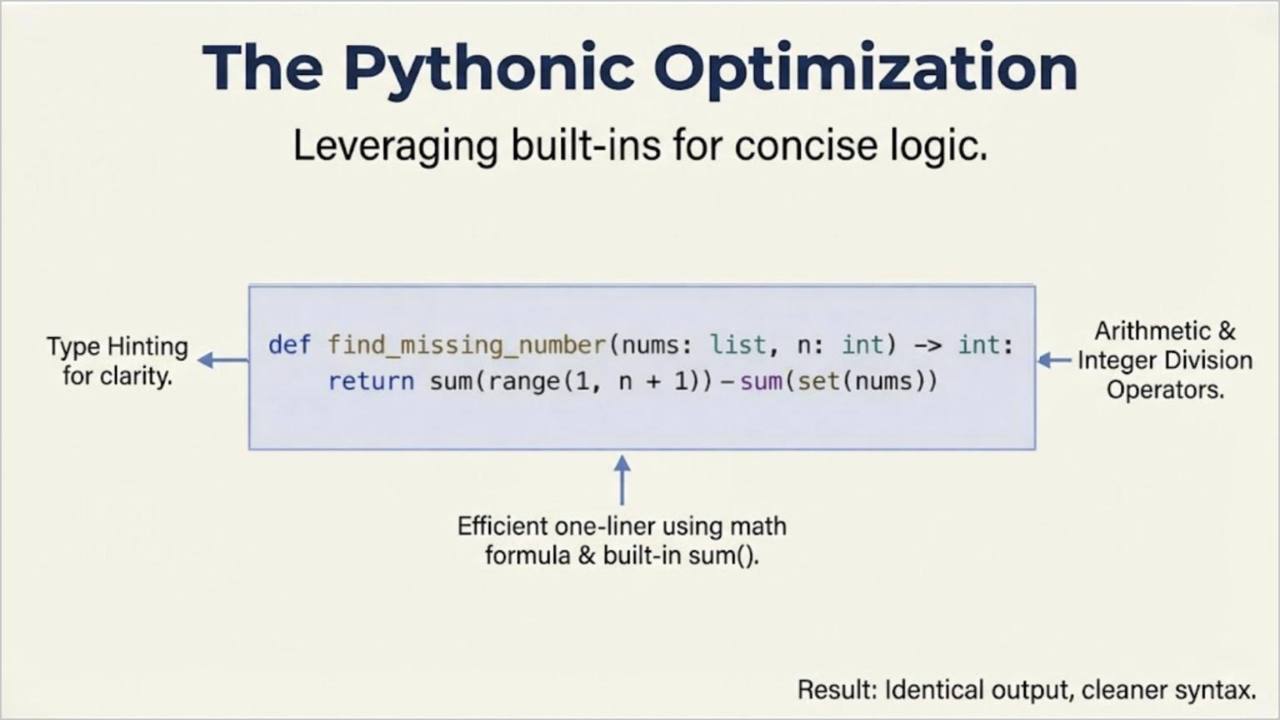 The Pythonic Optimization
Leveraging built-ins for concise logic.
Type Hinting
for clarity.
def find_missing_number(nums: list, n: int) -> int:
    return sum(range(1, n + 1)) – sum(set(nums))
Arithmetic &
Integer Division
Operators.
Efficient one-liner using math
formula & built-in sum().
Result: Identical output, cleaner syntax.